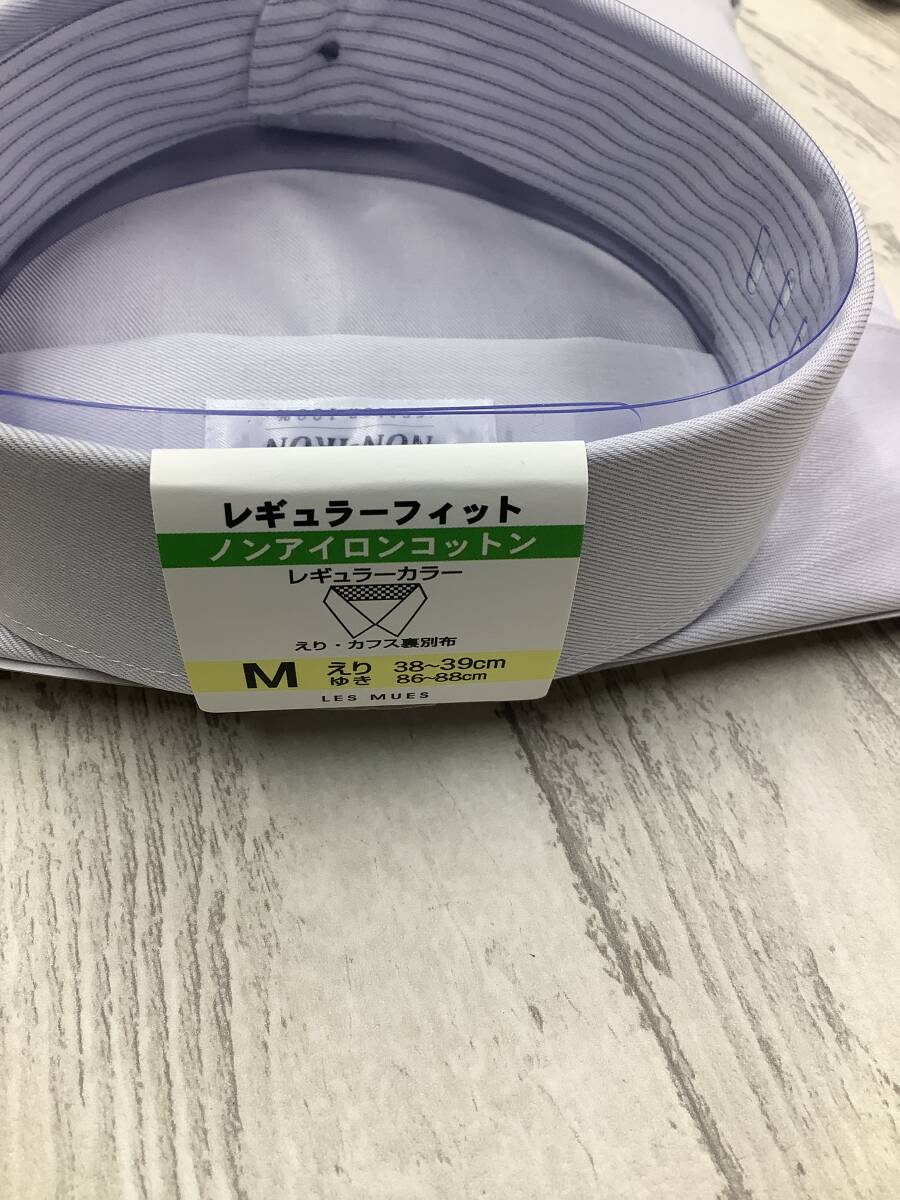 NON-IRON
レギュラーフィット
ノンアイロンコットン
レギュラーカラー
えり・カフス裏別布
M えり 38~39cm
ゆき 86~88cm
LES MUES